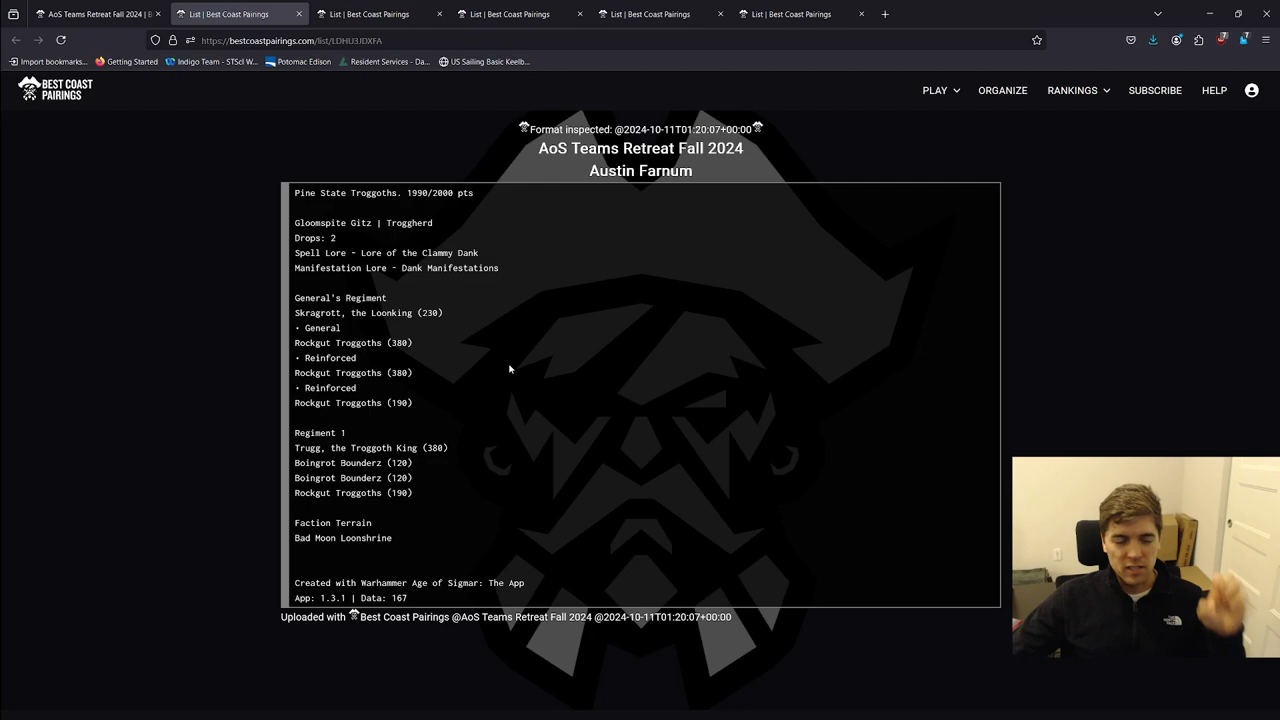 AoS Teams Retreat Fall 2024 | B
List | Best Coast Pairings
List | Best Coast Pairings
List | Best Coast Pairings
List | Best Coast Pairings
List | Best Coast Pairings
https://bestcoastpairings.com/list/LDHU3JDXFA
Import bookmarks...
Getting Started
Indigo Team - STScI W...
Potomac Edison
Resident Services - Da...
US Sailing Basic Keelb...
BEST COAST
PAIRINGS
PLAY
ORGANIZE
RANKINGS
SUBSCRIBE
HELP
Format inspected: @2024-10-11T01:20:07+00:00
AoS Teams Retreat Fall 2024
Austin Farnum
Pine State Troggoths. 1990/2000 pts
Gloomspite Gitz | Troggherd
Drops: 2
Spell Lore - Lore of the Clammy Dank
Manifestation Lore - Dank Manifestations
General's Regiment
Skragrott, the Loonking (230)
• General
Rockgut Troggoths (380)
• Reinforced
Rockgut Troggoths (380)
• Reinforced
Rockgut Troggoths (190)
Regiment 1
Trugg, the Troggoth King (380)
Boingrot Bounderz (120)
Boingrot Bounderz (120)
Rockgut Troggoths (190)
Faction Terrain
Bad Moon Loonshrine
Created with Warhammer Age of Sigmar: The App
App: 1.3.1 | Data: 167
Uploaded with Best Coast Pairings @AoS Teams Retreat Fall 2024 @2024-10-11T01:20:07+00:00